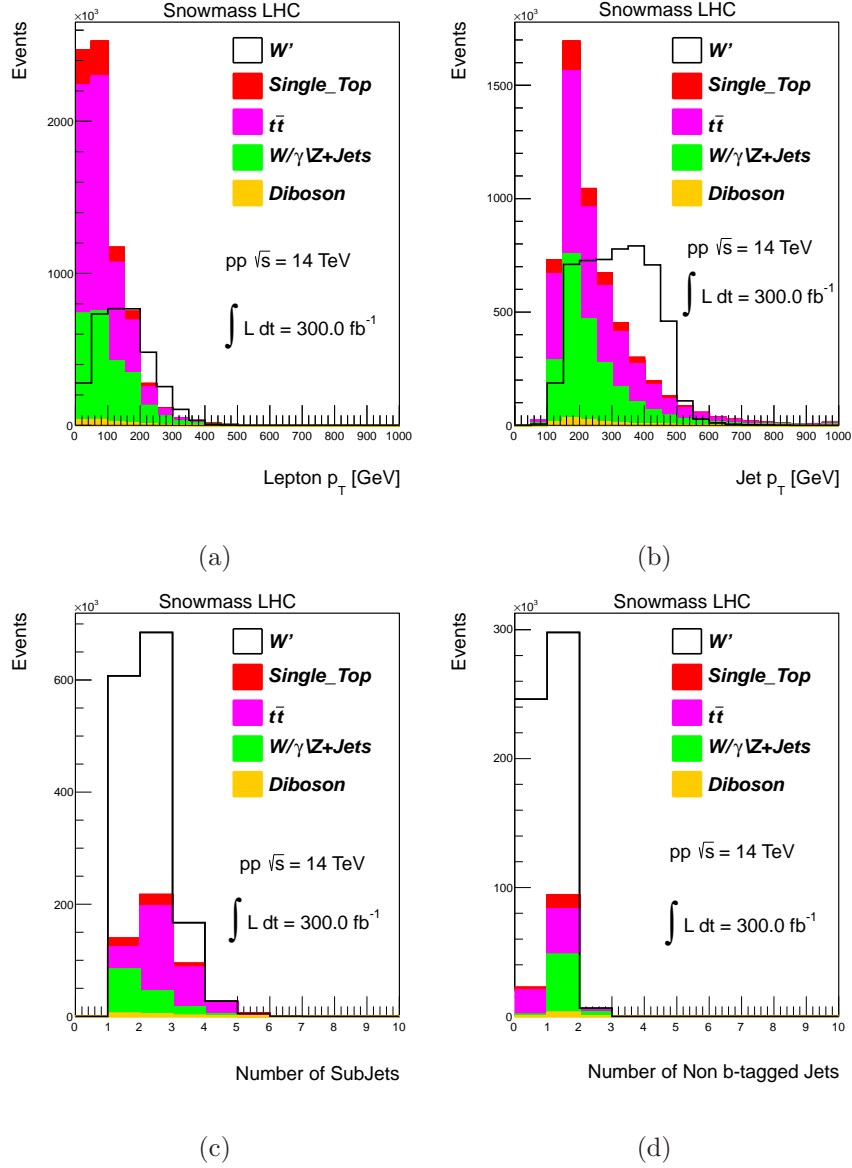 Snowmass LHC
×10³
Events
W'
Single_Top
tt̄
W/γ\Z+Jets
Diboson
pp √s = 14 TeV
∫ L dt = 300.0 fb⁻¹
2000
1000
0
0 100 200 300 400 500 600 700 800 900 1000
Lepton p_T [GeV]
(a)
Snowmass LHC
×10³
Events
W'
Single_Top
tt̄
W/γ\Z+Jets
Diboson
pp √s = 14 TeV
∫ L dt = 300.0 fb⁻¹
1500
1000
500
0
0 100 200 300 400 500 600 700 800 900 1000
Jet p_T [GeV]
(b)
Snowmass LHC
×10³
Events
W'
Single_Top
tt̄
W/γ\Z+Jets
Diboson
pp √s = 14 TeV
∫ L dt = 300.0 fb⁻¹
600
400
200
0
0 1 2 3 4 5 6 7 8 9 10
Number of SubJets
(c)
Snowmass LHC
×10³
Events
W'
Single_Top
tt̄
W/γ\Z+Jets
Diboson
pp √s = 14 TeV
∫ L dt = 300.0 fb⁻¹
300
200
100
0
0 1 2 3 4 5 6 7 8 9 10
Number of Non b-tagged Jets
(d)